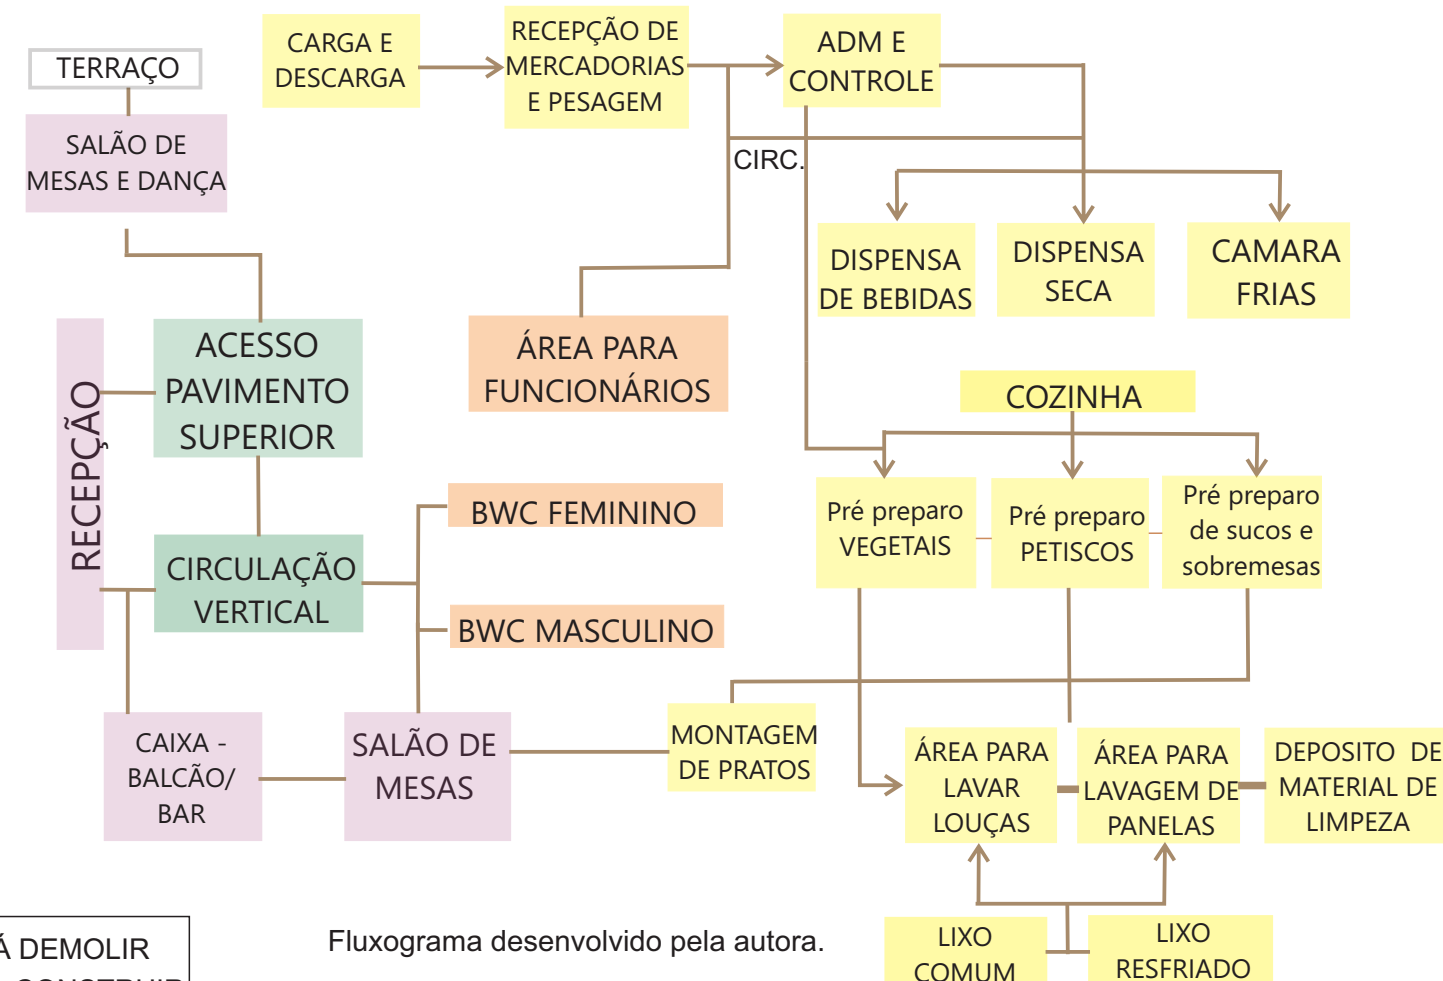 TERRAÇO
SALÃO DE
MESAS E DANÇA
CARGA E
DESCARGA
RECEPÇÃO DE
MERCADORIAS
E PESAGEM
ADM E
CONTROLE
CIRC.
DISPENSA
DE BEBIDAS
DISPENSA
SECA
CAMARA
FRIAS
RECEPÇÃO
ACESSO
PAVIMENTO
SUPERIOR
ÁREA PARA
FUNCIONÁRIOS
COZINHA
BWC FEMININO
Pré preparo
VEGETAIS
Pré preparo
PETISCOS
Pré preparo
de sucos e
sobremesas
CIRCULAÇÃO
VERTICAL
BWC MASCULINO
CAIXA -
BALCÃO/
BAR
SALÃO DE
MESAS
MONTAGEM
DE PRATOS
ÁREA PARA
LAVAR
LOUÇAS
ÁREA PARA
LAVAGEM DE
PANELAS
DEPOSITO DE
MATERIAL DE
LIMPEZA
LIXO
COMUM
LIXO
RESFRIADO
Fluxograma desenvolvido pela autora.
DEMOLIR
CONSTRUIR